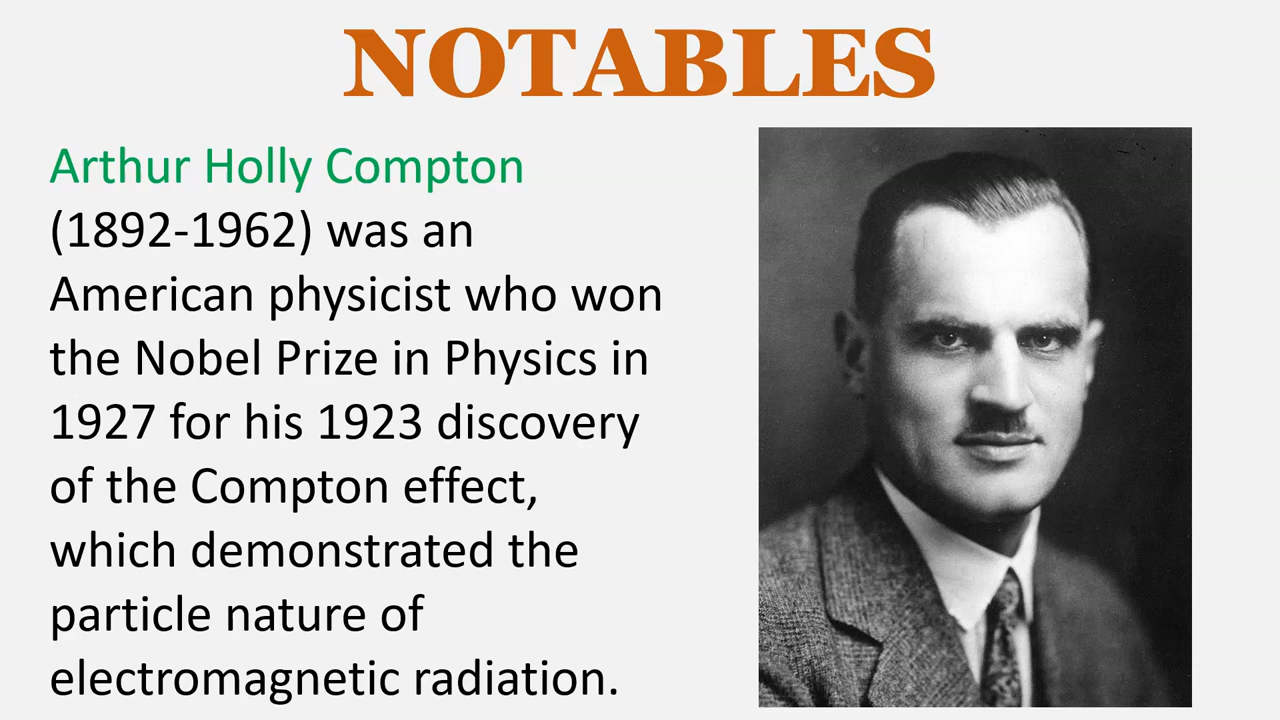 NOTABLES
Arthur Holly Compton
(1892-1962) was an
American physicist who won
the Nobel Prize in Physics in
1927 for his 1923 discovery
of the Compton effect,
which demonstrated the
particle nature of
electromagnetic radiation.